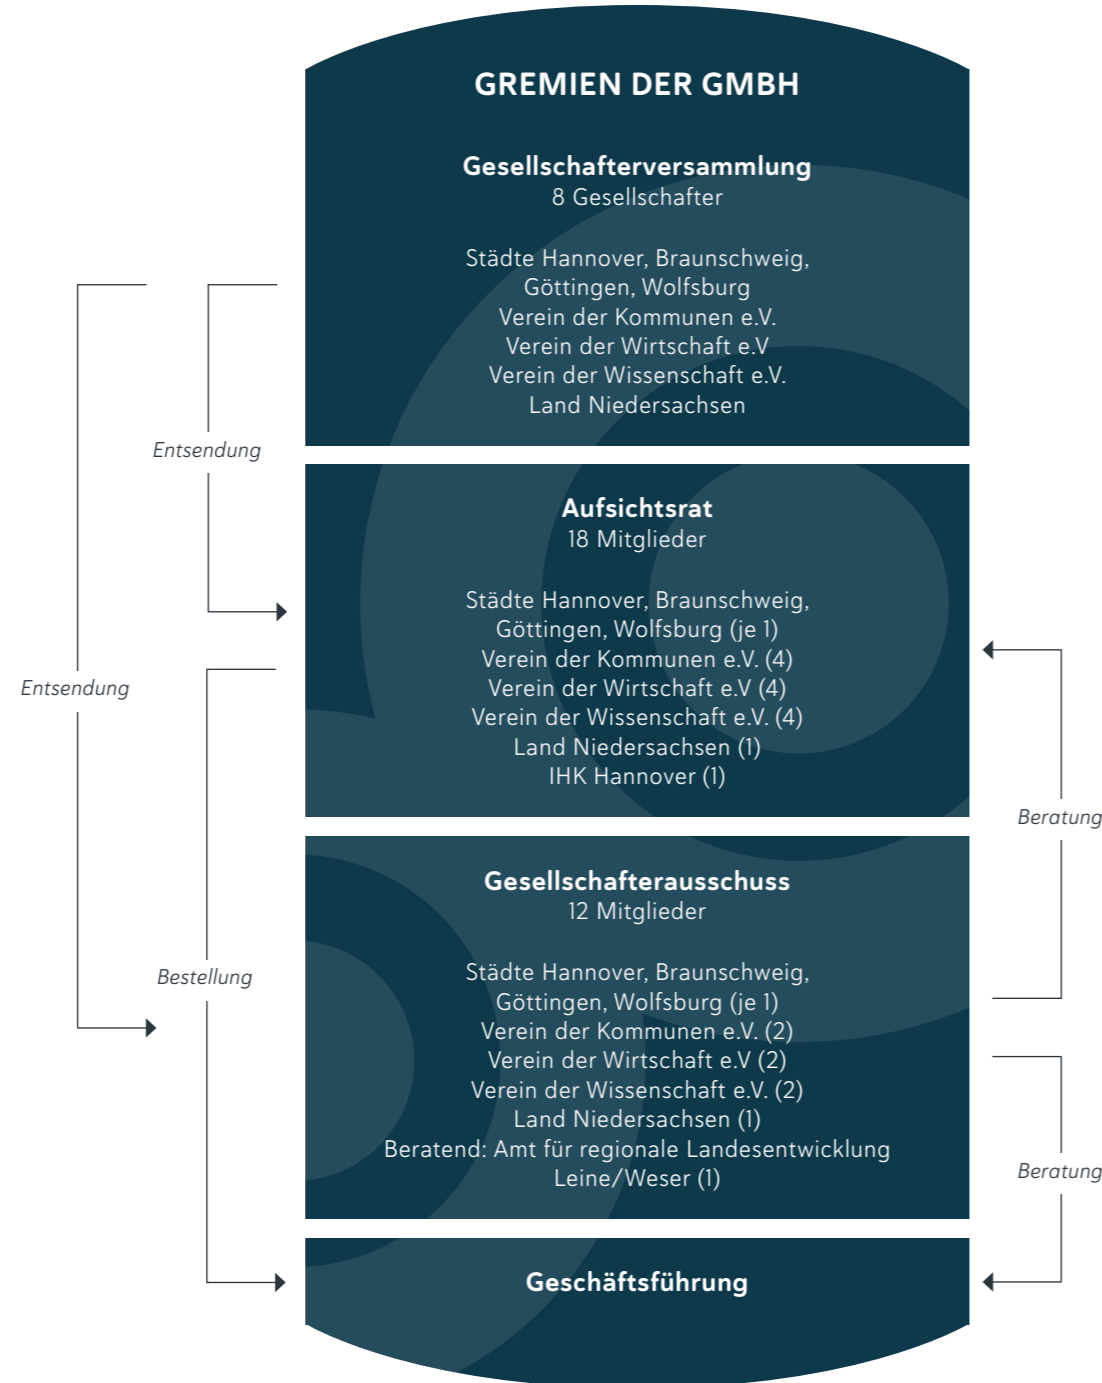 GREMIEN DER GMBH
Gesellschafterversammlung
8 Gesellschafter
Städte Hannover, Braunschweig,
Göttingen, Wolfsburg
Verein der Kommunen e.V.
Verein der Wirtschaft e.V
Verein der Wissenschaft e.V.
Land Niedersachsen
Entsendung
Aufsichtsrat
18 Mitglieder
Städte Hannover, Braunschweig,
Göttingen, Wolfsburg (je 1)
Verein der Kommunen e.V. (4)
Verein der Wirtschaft e.V (4)
Verein der Wissenschaft e.V. (4)
Land Niedersachsen (1)
IHK Hannover (1)
Entsendung
Beratung
Gesellschafterausschuss
12 Mitglieder
Städte Hannover, Braunschweig,
Göttingen, Wolfsburg (je 1)
Verein der Kommunen e.V. (2)
Verein der Wirtschaft e.V (2)
Verein der Wissenschaft e.V. (2)
Land Niedersachsen (1)
Beratend: Amt für regionale Landesentwicklung
Leine/Weser (1)
Bestellung
Beratung
Geschäftsführung